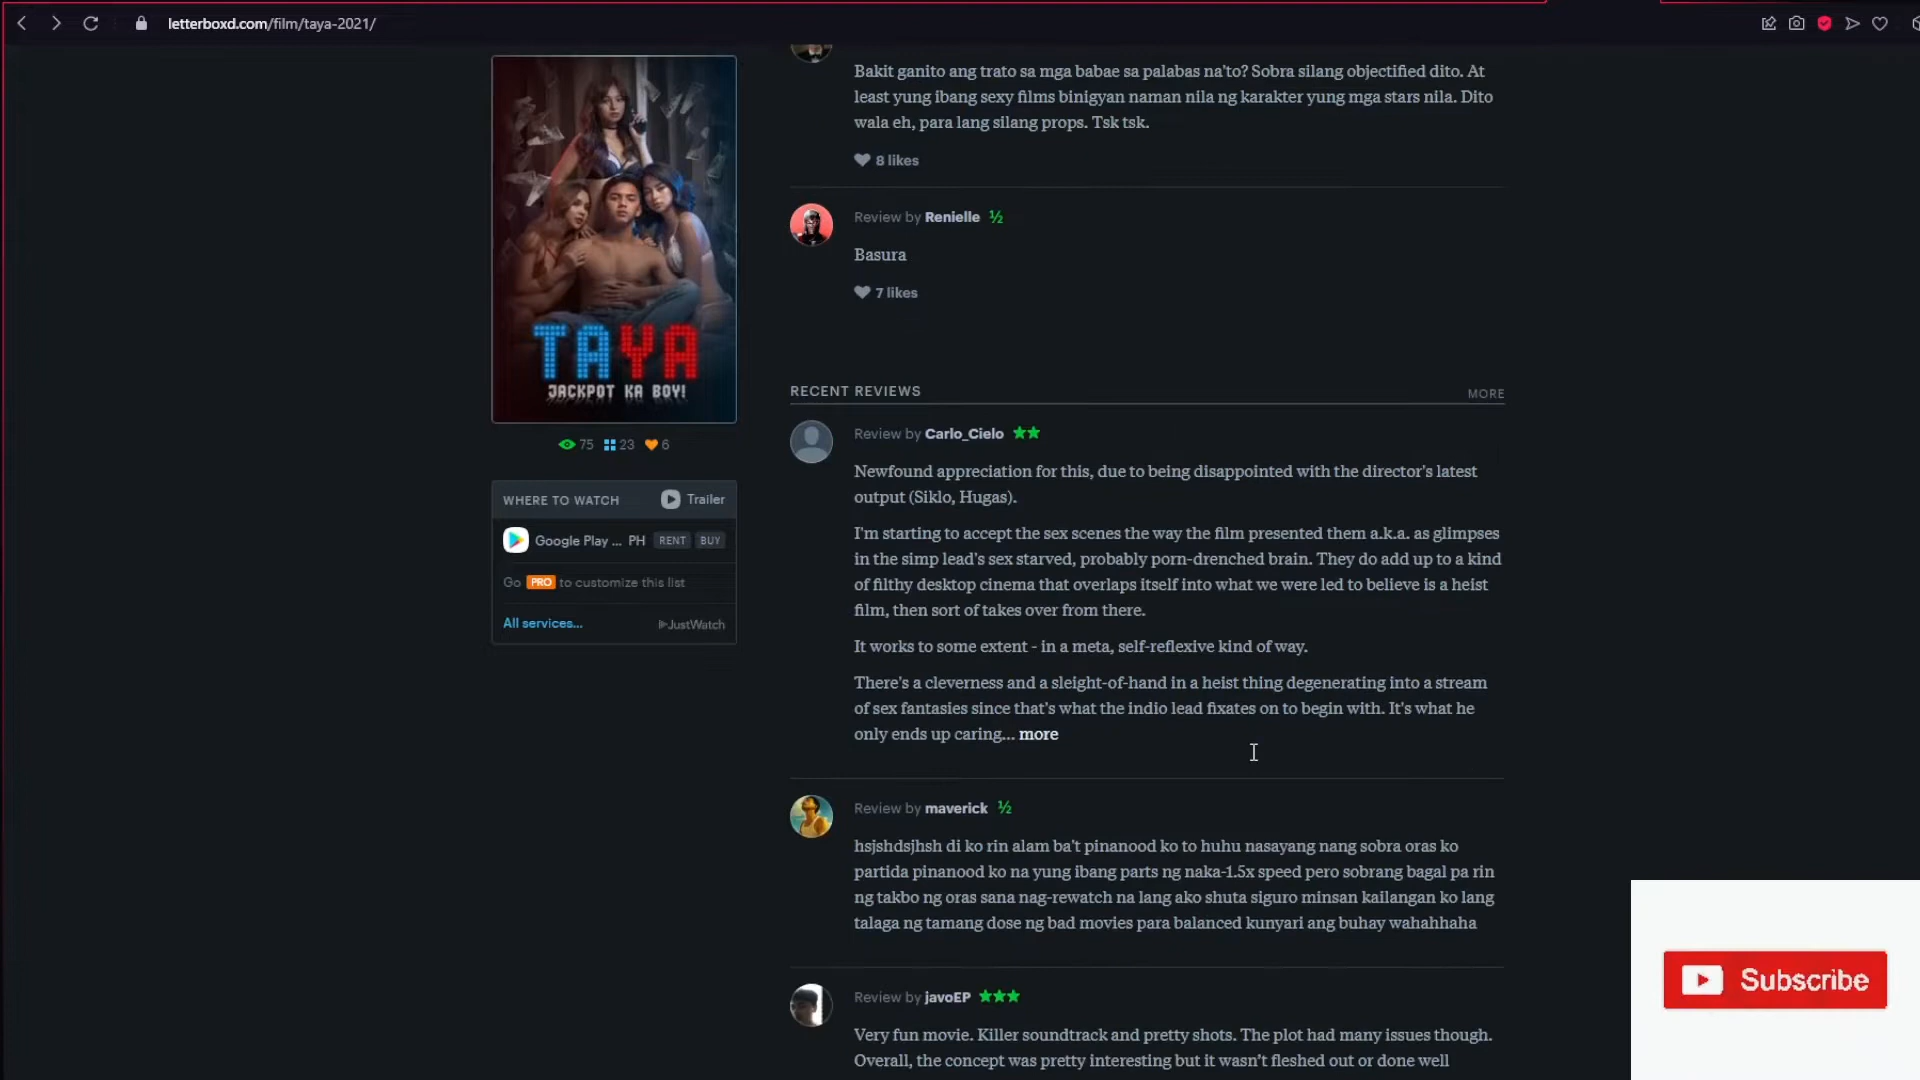 letterboxd.com/film/taya-2021/
Bakit ganito ang trato sa mga babae sa palabas na'to? Sobra silang objectified dito. At
least yung ibang sexy films binigyan naman nila ng karakter yung mga stars nila. Dito
wala eh, para lang silang props. Tsk tsk.
8 likes
Review by Renielle ½
Basura
7 likes
TAYA
JACKPOT KA BOY!
75 23 6
WHERE TO WATCH Trailer
Google Play ... PH RENT BUY
Go PRO to customize this list
All services... JustWatch
RECENT REVIEWS MORE
Review by Carlo_Cielo ★★
Newfound appreciation for this, due to being disappointed with the director's latest
output (Siklo, Hugas).
I'm starting to accept the sex scenes the way the film presented them a.k.a. as glimpses
in the simp lead's sex starved, probably porn-drenched brain. They do add up to a kind
of filthy desktop cinema that overlaps itself into what we were led to believe is a heist
film, then sort of takes over from there.
It works to some extent - in a meta, self-reflexive kind of way.
There's a cleverness and a sleight-of-hand in a heist thing degenerating into a stream
of sex fantasies since that's what the indio lead fixates on to begin with. It's what he
only ends up caring... more
Review by maverick ½
hsjshdsjhsh di ko rin alam ba't pinanood ko to huhu nasayang nang sobra oras ko
partida pinanood ko na yung ibang parts ng naka-1.5x speed pero sobrang bagal pa rin
ng takbo ng oras sana nag-rewatch na lang ako shuta siguro minsan kailangan ko lang
talaga ng tamang dose ng bad movies para balanced kunyari ang buhay wahahhaha
Review by javoEP ★★★
Very fun movie. Killer soundtrack and pretty shots. The plot had many issues though.
Overall, the concept was pretty interesting but it wasn't fleshed out or done well
Subscribe